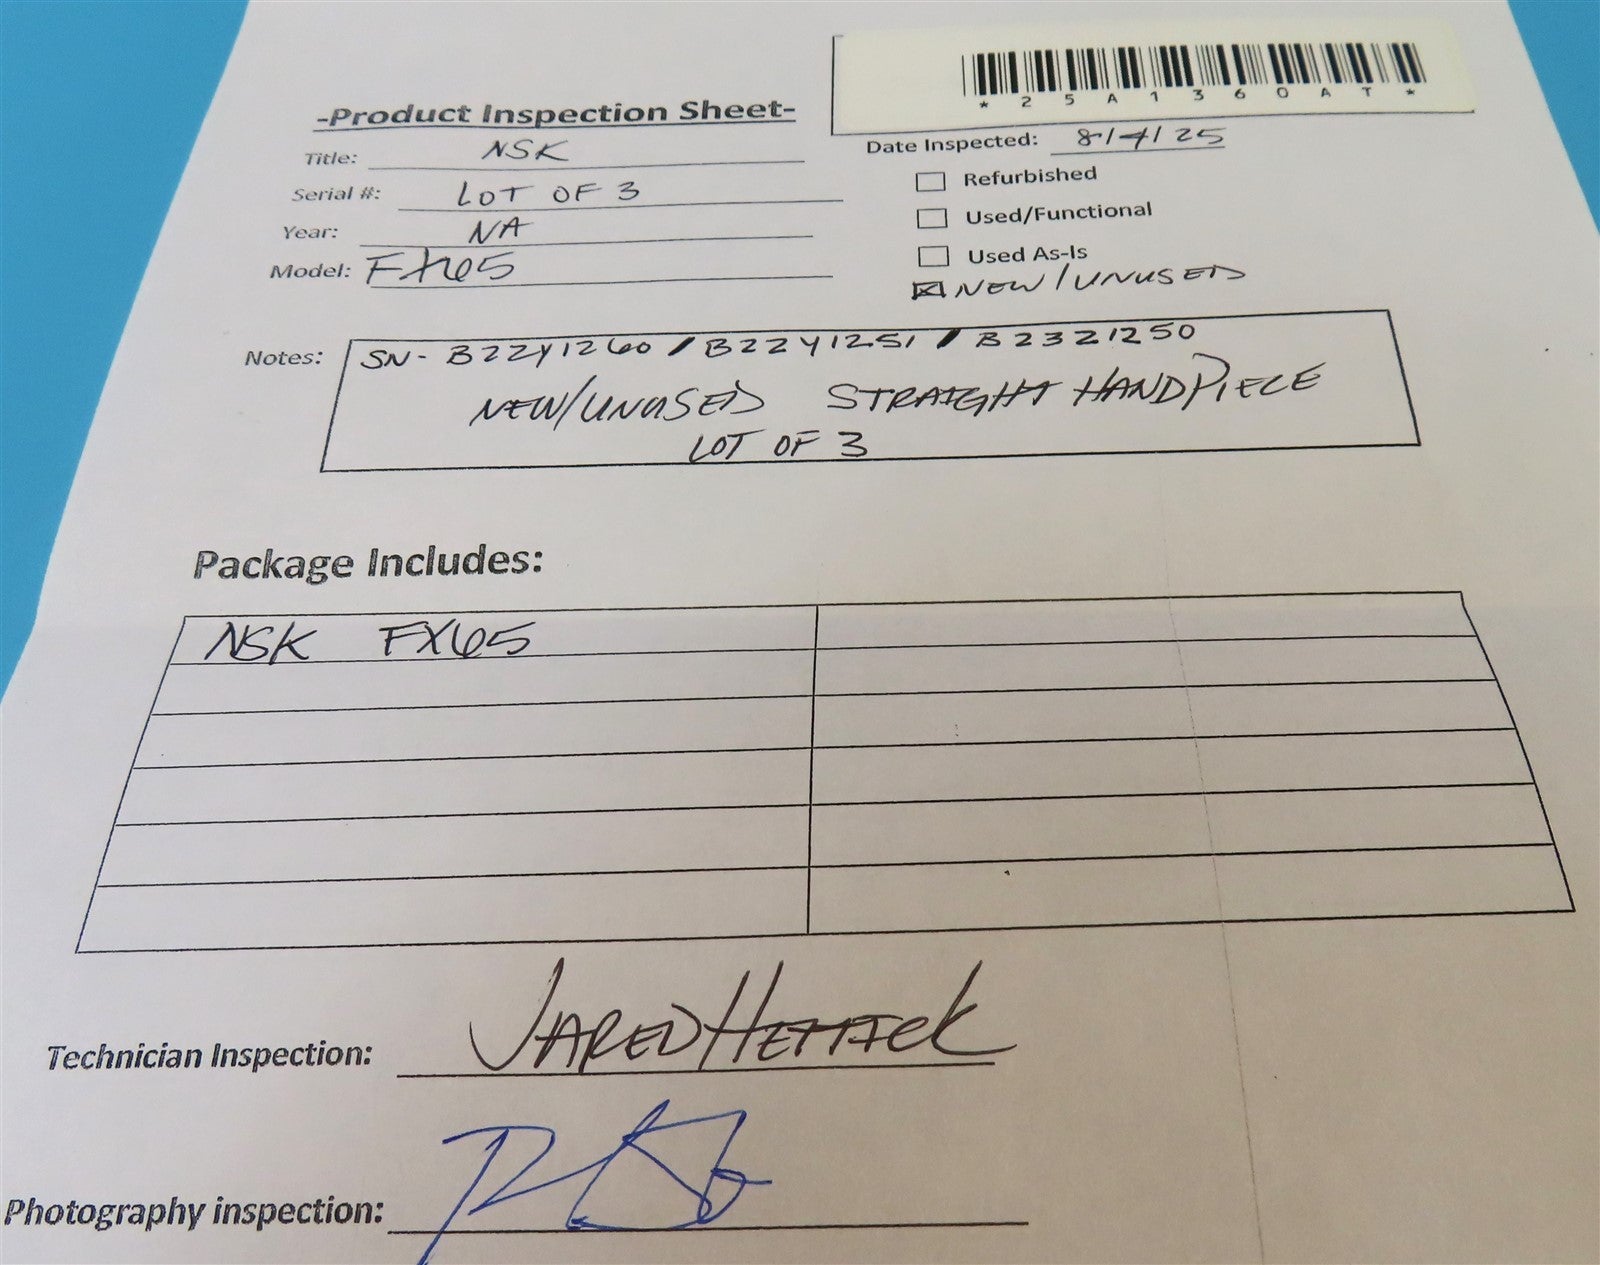 *25A1360AT*
-Product Inspection Sheet-
Title: NSK
Serial #: LOT OF 3
Year: NA
Model: FX65
Date Inspected: 8/4/25
Refurbished
Used/Functional
Used As-Is
NEW/UNUSED
Notes: SN- B22Y1260 / B22Y1251 / B2321250
NEW/UNUSED STRAIGHT HANDPIECE
LOT OF 3
Package Includes:
NSK FX65
Technician Inspection: JARED
Photography inspection: